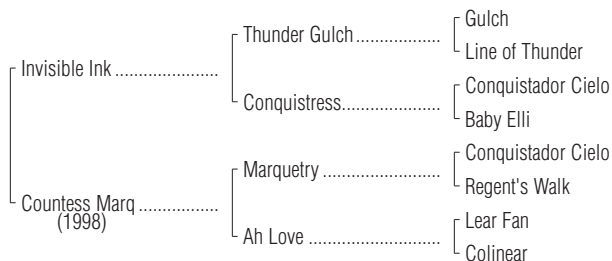 Gulch
Thunder Gulch ....................
Line of Thunder
Invisible Ink .........................
Conquistador Cielo
Conquistress........................
Baby Elli
Conquistador Cielo
Marquetry ............................
Regent's Walk
Countess Marq ...................
(1998)
Lear Fan
Ah Love ................................
Colinear